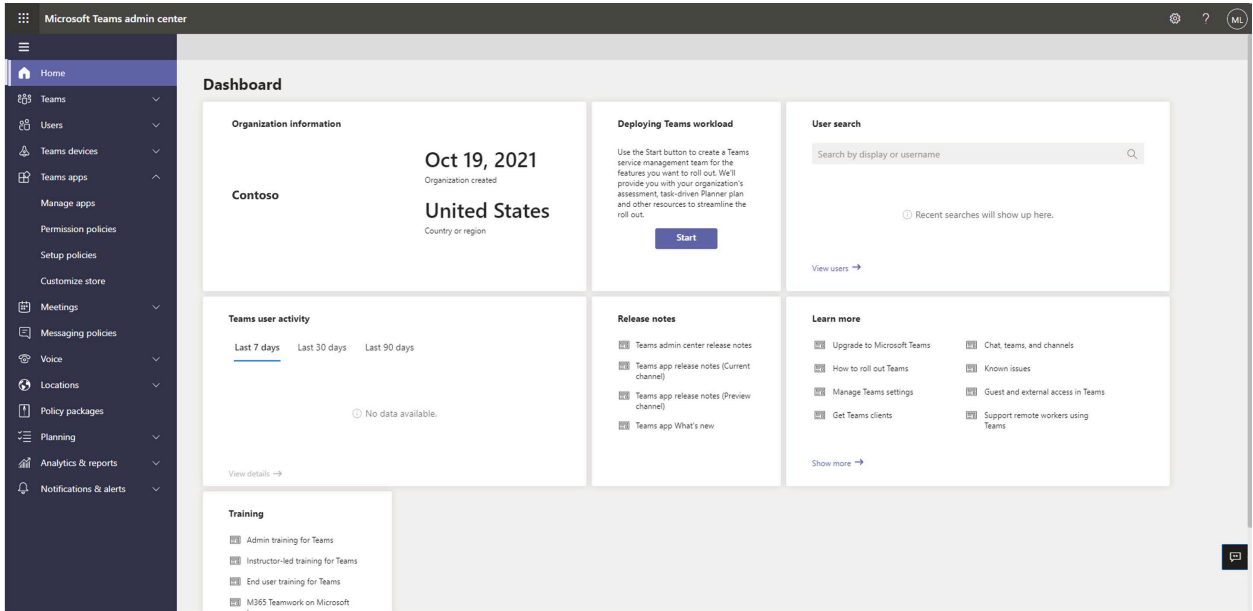 Microsoft Teams admin center
?
ML
Home
Teams
Users
Teams devices
Teams apps
Manage apps
Permission policies
Setup policies
Customize store
Meetings
Messaging policies
Voice
Locations
Policy packages
Planning
Analytics & reports
Notifications & alerts
Dashboard
Organization information
Contoso
Oct 19, 2021
Organization created
United States
Country or region
Deploying Teams workload
Use the Start button to create a Teams
service management team for the
features you want to roll out. We'll
provide you with your organization's
assessment, task-driven Planner plan
and other resources to streamline the
roll out.
Start
User search
Search by display or username
Recent searches will show up here.
View users →
Teams user activity
Last 7 days Last 30 days Last 90 days
No data available.
View details →
Release notes
Teams admin center release notes
Teams app release notes (Current
channel)
Teams app release notes (Preview
channel)
Teams app What's new
Learn more
Upgrade to Microsoft Teams
How to roll out Teams
Manage Teams settings
Get Teams clients
Chat, teams, and channels
Known issues
Guest and external access in Teams
Support remote workers using
Teams
Show more →
Training
Admin training for Teams
Instructor-led training for Teams
End user training for Teams
M365 Teamwork on Microsoft